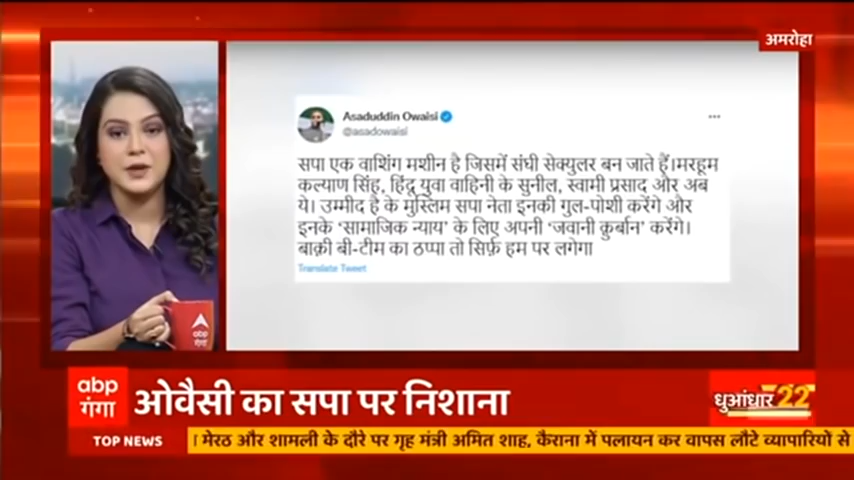 अमरोहा
Asaduddin Owaisi
@asadowaisi
सपा एक वाशिंग मशीन है जिसमें संघी सेक्युलर बन जाते हैं।मरहूम
कल्याण सिंह, हिंदू युवा वाहिनी के सुनील, स्वामी प्रसाद और अब
ये। उम्मीद है के मुस्लिम सपा नेता इनकी गुल-पोशी करेंगे और
इनके 'सामाजिक न्याय' के लिए अपनी 'जवानी क़ुर्बान' करेंगे।
बाक़ी बी-टीम का ठप्पा तो सिर्फ़ हम पर लगेगा
Translate Tweet
abp
गंगा
abp
गंगा
ओवैसी का सपा पर निशाना
धुआंधार 22
TOP NEWS
मेरठ और शामली के दौरे पर गृह मंत्री अमित शाह, कैराना में पलायन कर वापस लौटे व्यापारियों से